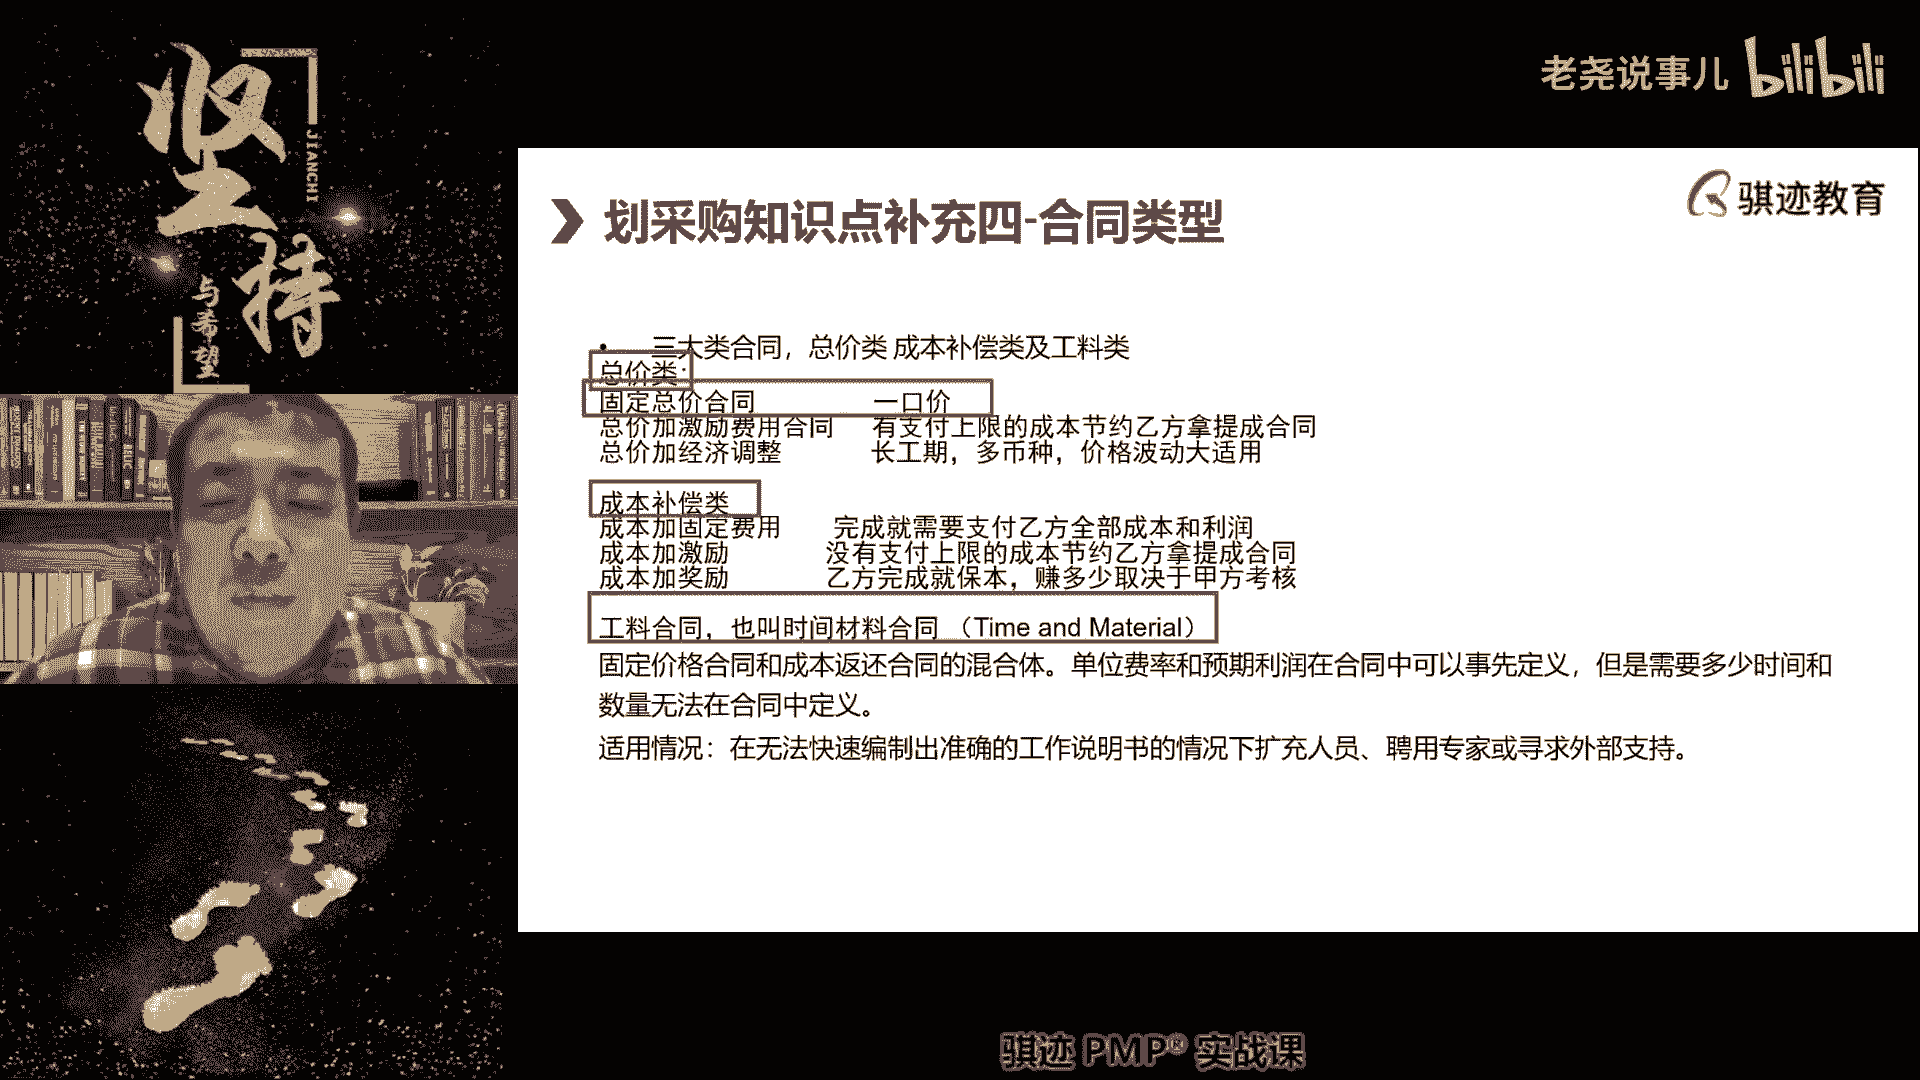 坚持
JIANCHI
与希望
老尧说事儿 bilibili
骐迹教育
划采购知识点补充四-合同类型
• 三大类合同，总价类 成本补偿类及工料类
总价类：
固定总价合同 一口价
总价加激励费用合同 有支付上限的成本节约乙方拿提成合同
总价加经济调整 长工期，多币种，价格波动大适用
成本补偿类
成本加固定费用 完成就需要支付乙方全部成本和利润
成本加激励 没有支付上限的成本节约乙方拿提成合同
成本加奖励 乙方完成就保本，赚多少取决于甲方考核
工料合同，也叫时间材料合同 （Time and Material）
固定价格合同和成本返还合同的混合体。单位费率和预期利润在合同中可以事先定义，但是需要多少时间和
数量无法在合同中定义。
适用情况：在无法快速编制出准确的工作说明书的情况下扩充人员、聘用专家或寻求外部支持。
骐迹 PMP® 实战课